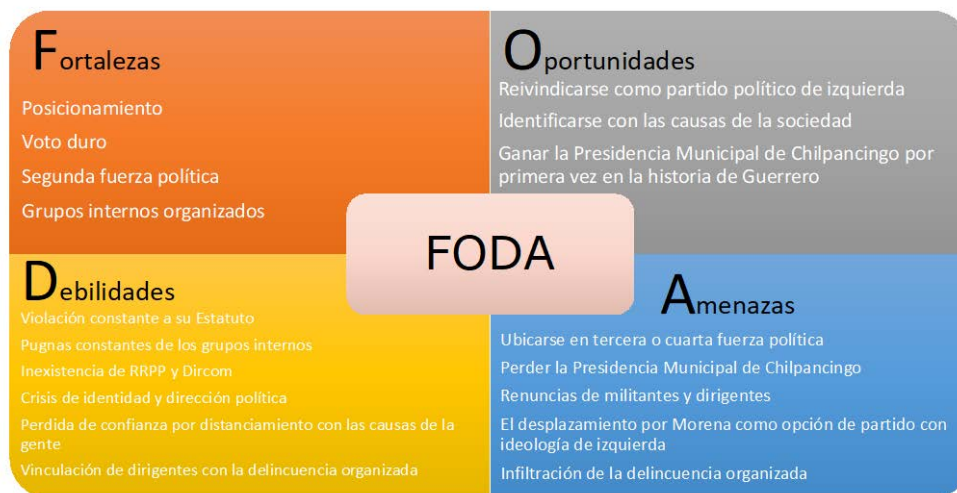 Fortalezas
Posicionamiento
Voto duro
Segunda fuerza política
Grupos internos organizados
Oportunidades
Reivindicarse como partido político de izquierda
Identificarse con las causas de la sociedad
Ganar la Presidencia Municipal de Chilpancingo por
primera vez en la historia de Guerrero
FODA
Debilidades
Violación constante a su Estatuto
Pugnas constantes de los grupos internos
Inexistencia de RRPP y Dircom
Crisis de identidad y dirección política
Perdida de confianza por distanciamiento con las causas de la
gente
Vinculación de dirigentes con la delincuencia organizada
Amenazas
Ubicarse en tercera o cuarta fuerza política
Perder la Presidencia Municipal de Chilpancingo
Renuncias de militantes y dirigentes
El desplazamiento por Morena como opción de partido con
ideología de izquierda
Infiltración de la delincuencia organizada